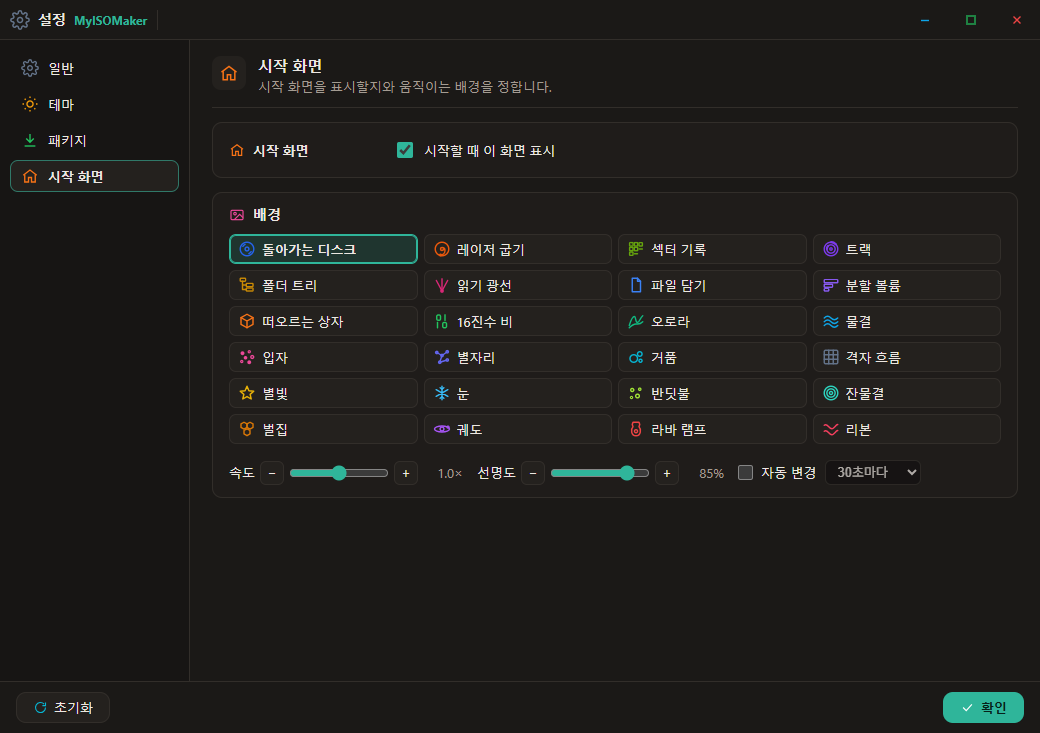 설정 MyISOMaker
일반
테마
패키지
시작 화면
시작 화면
시작 화면을 표시할지와 움직이는 배경을 정합니다.
시작 화면 시작할 때 이 화면 표시
배경
돌아가는 디스크 레이저 굽기 섹터 기록 트랙
폴더 트리 읽기 광선 파일 담기 분할 볼륨
떠오르는 상자 16진수 비 오로라 물결
입자 별자리 거품 격자 흐름
별빛 눈 반딧불 잔물결
벌집 궤도 라바 램프 리본
속도 − + 1.0× 선명도 − + 85% 자동 변경 30초마다
초기화 확인